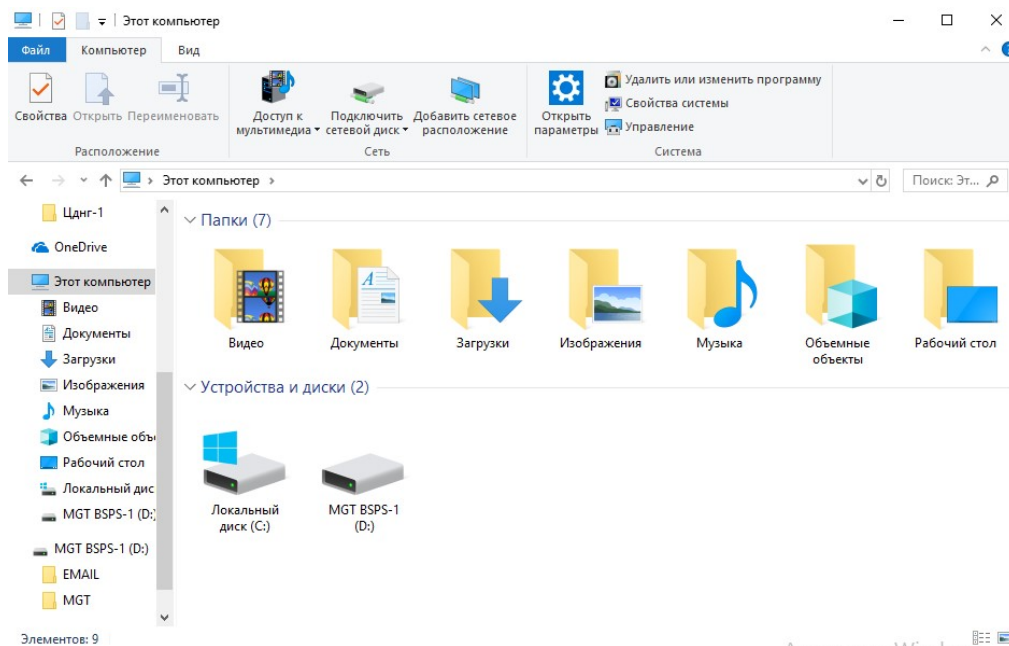 Этот компьютер
Файл Компьютер Вид
Свойства Открыть Переименовать
Расположение
Доступ к мультимедиа
Подключить сетевой диск
Добавить сетевое расположение
Сеть
Открыть параметры
Удалить или изменить программу
Свойства системы
Управление
Система
Этот компьютер
Поиск: Эт...
Цднг-1
OneDrive
Этот компьютер
Видео
Документы
Загрузки
Изображения
Музыка
Объемные объ
Рабочий стол
Локальный дис
MGT BSPS-1 (D:)
MGT BSPS-1 (D:)
EMAIL
MGT
Папки (7)
Видео
Документы
Загрузки
Изображения
Музыка
Объемные
объекты
Рабочий стол
Устройства и диски (2)
Локальный
диск (C:)
MGT BSPS-1
(D:)
Элементов: 9